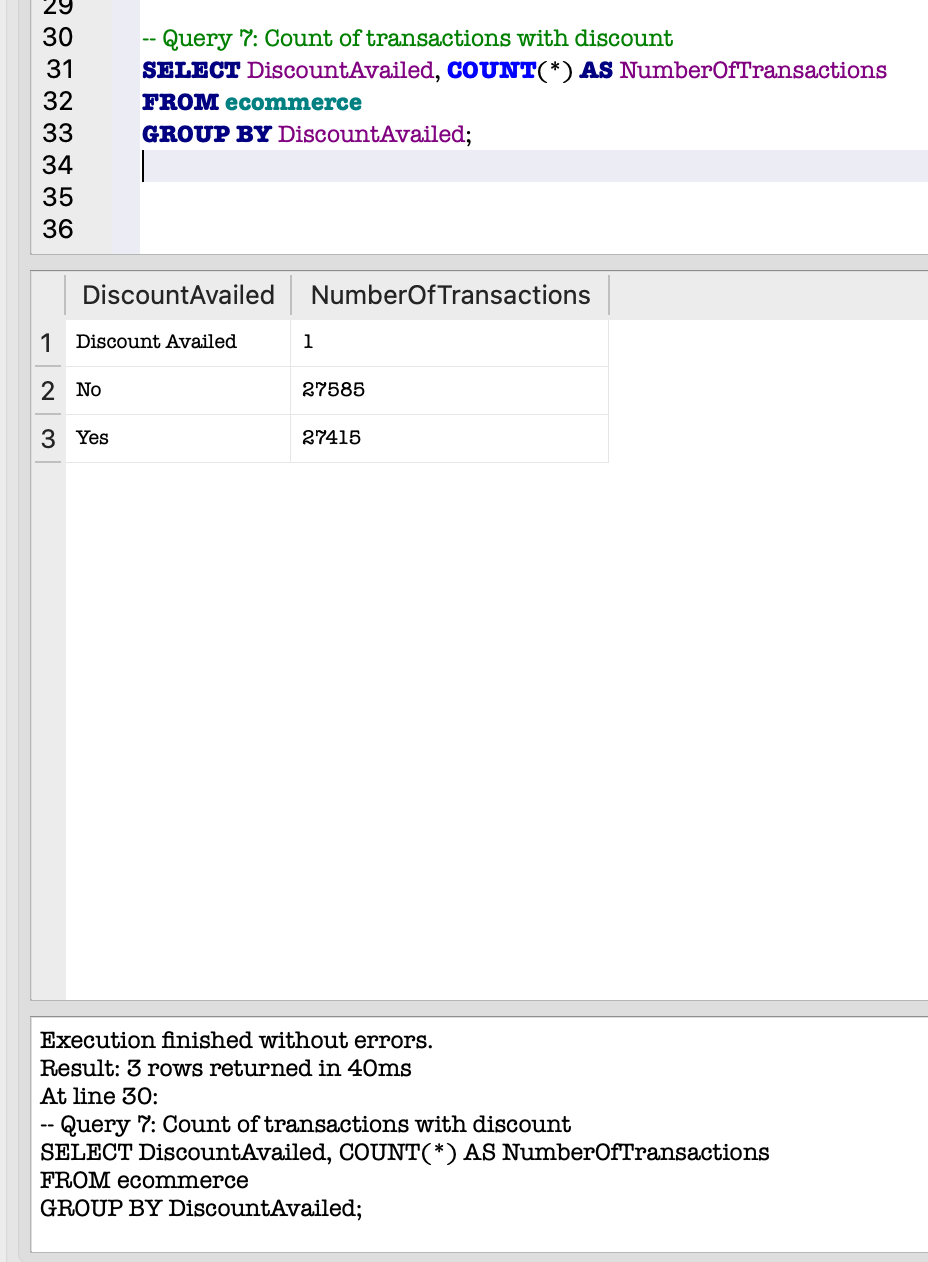 29
30 -- Query 7: Count of transactions with discount
31 SELECT DiscountAvailed, COUNT(*) AS NumberOfTransactions
32 FROM ecommerce
33 GROUP BY DiscountAvailed;
34
35
36
DiscountAvailed NumberOfTransactions
1 Discount Availed 1
2 No 27585
3 Yes 27415
Execution finished without errors.
Result: 3 rows returned in 40ms
At line 30:
-- Query 7: Count of transactions with discount
SELECT DiscountAvailed, COUNT(*) AS NumberOfTransactions
FROM ecommerce
GROUP BY DiscountAvailed;